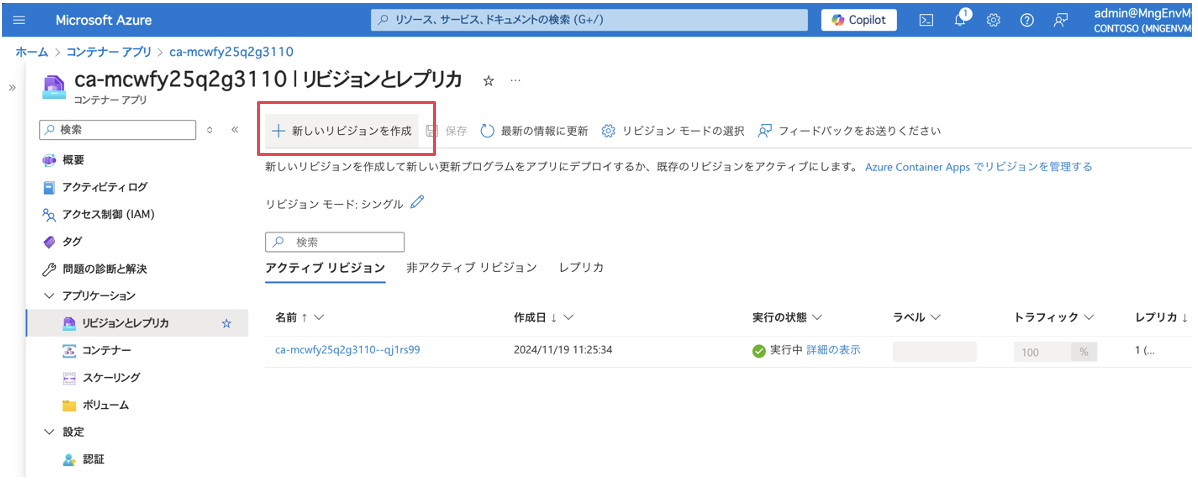 Microsoft Azure
リソース、サービス、ドキュメントの検索 (G+/)
Copilot
1
admin@MngEnvM
CONTOSO (MNGENVM
ホーム > コンテナー アプリ > ca-mcwfy25q2g3110
ca-mcwfy25q2g3110 | リビジョンとレプリカ
コンテナー アプリ
検索
概要
アクティビティ ログ
アクセス制御 (IAM)
タグ
問題の診断と解決
アプリケーション
リビジョンとレプリカ
コンテナー
スケーリング
ボリューム
設定
認証
新しいリビジョンを作成 保存 最新の情報に更新 リビジョン モードの選択 フィードバックをお送りください
新しいリビジョンを作成して新しい更新プログラムをアプリにデプロイするか、既存のリビジョンをアクティブにします。 Azure Container Apps でリビジョンを管理する
リビジョン モード: シングル
検索
アクティブ リビジョン 非アクティブ リビジョン レプリカ
名前 ↑ 作成日 ↓ 実行の状態 ラベル トラフィック レプリカ ↓
ca-mcwfy25q2g3110--qj1rs99 2024/11/19 11:25:34 実行中 詳細の表示 100 % 1 (...